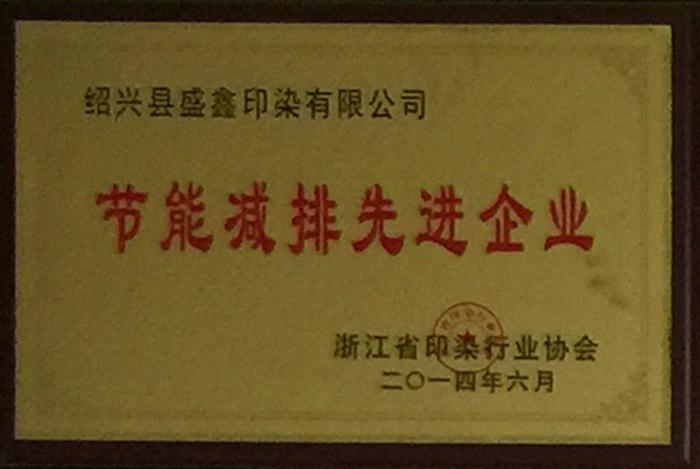 绍兴县盛鑫印染有限公司
节能减排先进企业
浙江省印染行业协会
二〇一四年六月